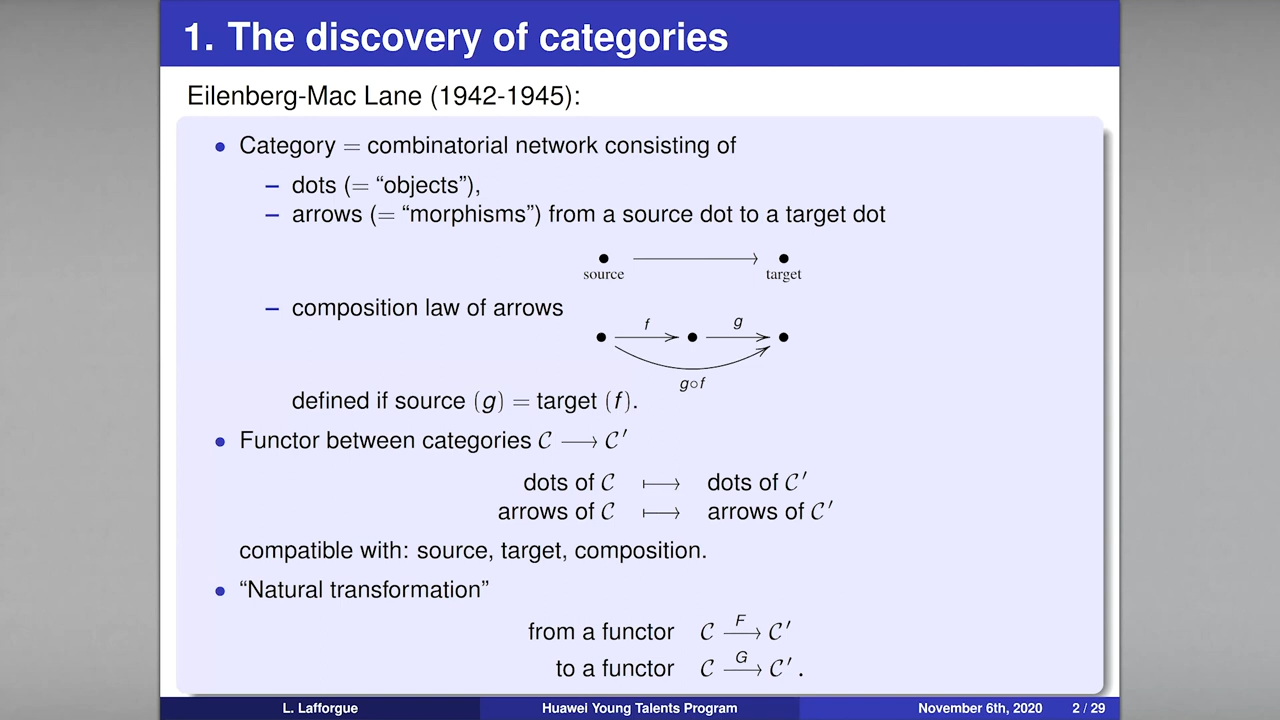 1. The discovery of categories
Eilenberg-Mac Lane (1942-1945):
• Category = combinatorial network consisting of
– dots (= “objects”),
– arrows (= “morphisms”) from a source dot to a target dot
source target
– composition law of arrows
f g
g∘f
defined if source (g) = target (f).
• Functor between categories 𝒞 ⟶ 𝒞′
dots of 𝒞 ⟼ dots of 𝒞′
arrows of 𝒞 ⟼ arrows of 𝒞′
compatible with: source, target, composition.
• “Natural transformation”
from a functor 𝒞 —F→ 𝒞′
to a functor 𝒞 —G→ 𝒞′.
L. Lafforgue Huawei Young Talents Program November 6th, 2020 2 / 29